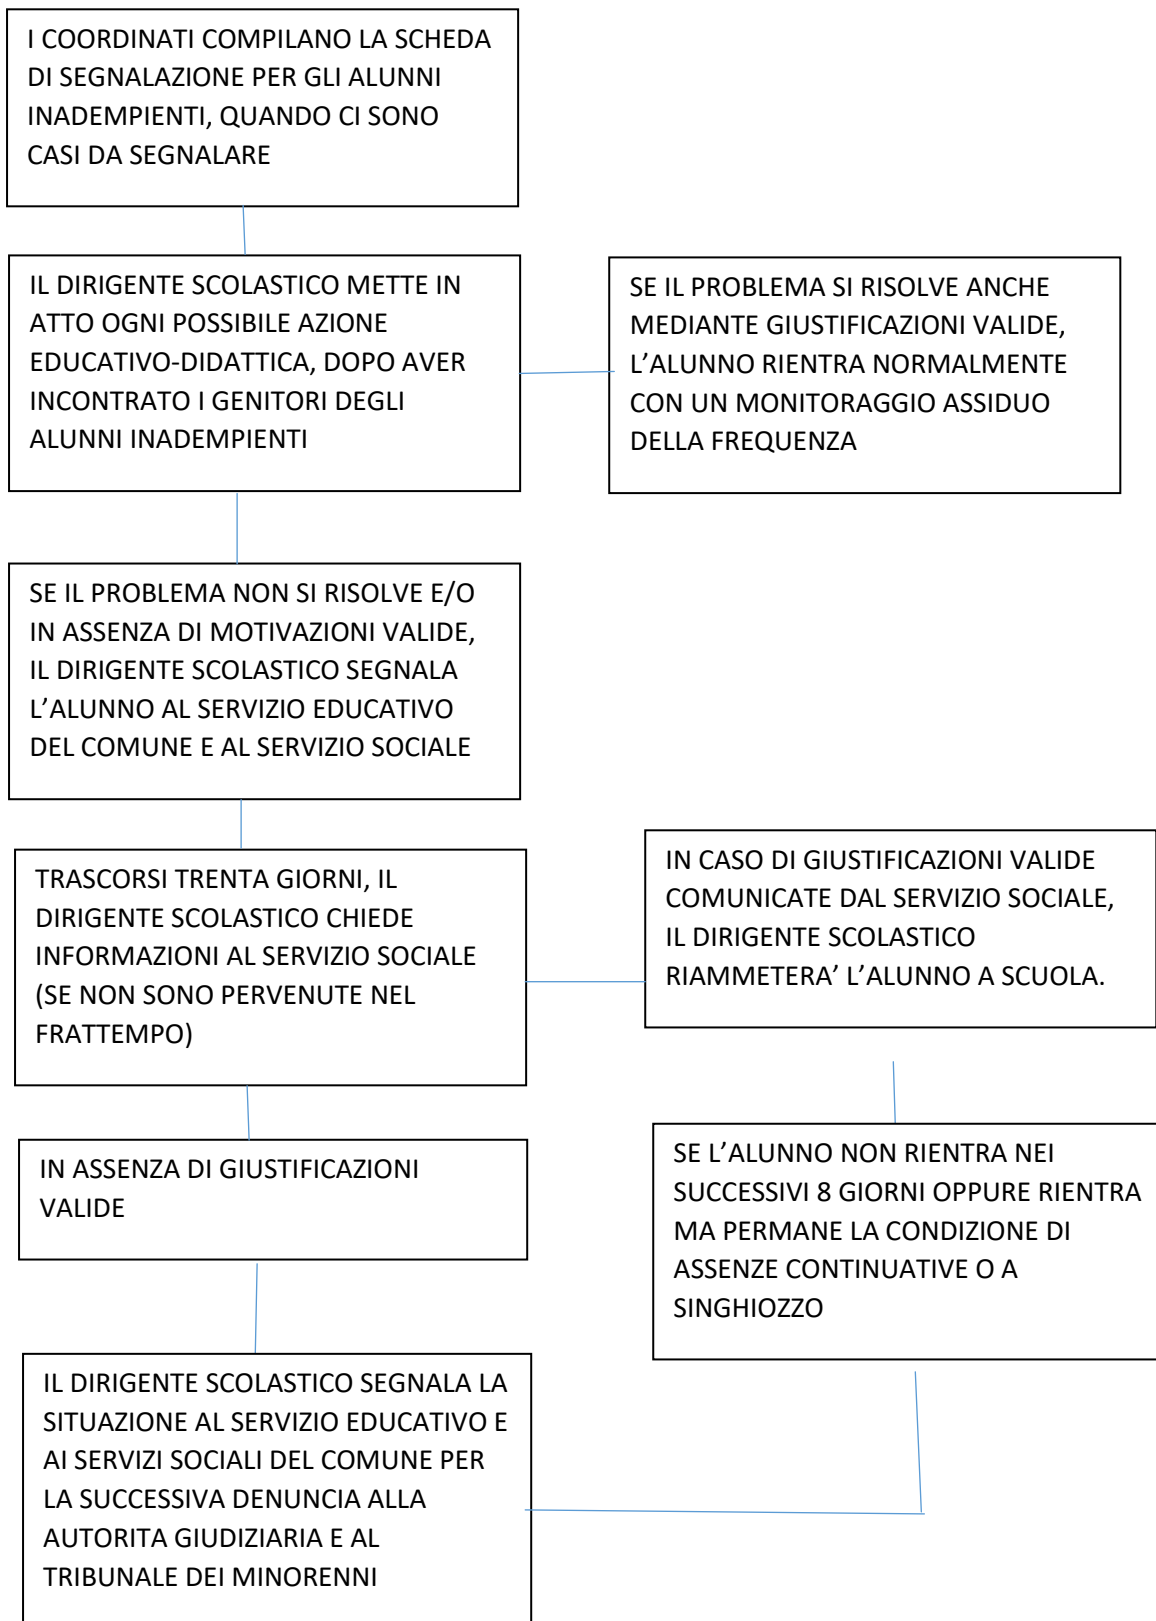 I COORDINATI COMPILANO LA SCHEDA
DI SEGNALAZIONE PER GLI ALUNNI
INADEMPIENTI, QUANDO CI SONO
CASI DA SEGNALARE
IL DIRIGENTE SCOLASTICO METTE IN
ATTO OGNI POSSIBILE AZIONE
EDUCATIVO-DIDATTICA, DOPO AVER
INCONTRATO I GENITORI DEGLI
ALUNNI INADEMPIENTI
SE IL PROBLEMA SI RISOLVE ANCHE
MEDIANTE GIUSTIFICAZIONI VALIDE,
L’ALUNNO RIENTRA NORMALMENTE
CON UN MONITORAGGIO ASSIDUO
DELLA FREQUENZA
SE IL PROBLEMA NON SI RISOLVE E/O
IN ASSENZA DI MOTIVAZIONI VALIDE,
IL DIRIGENTE SCOLASTICO SEGNALA
L’ALUNNO AL SERVIZIO EDUCATIVO
DEL COMUNE E AL SERVIZIO SOCIALE
TRASCORSI TRENTA GIORNI, IL
DIRIGENTE SCOLASTICO CHIEDE
INFORMAZIONI AL SERVIZIO SOCIALE
(SE NON SONO PERVENUTE NEL
FRATTEMPO)
IN CASO DI GIUSTIFICAZIONI VALIDE
COMUNICATE DAL SERVIZIO SOCIALE,
IL DIRIGENTE SCOLASTICO
RIAMMETERA’ L’ALUNNO A SCUOLA.
IN ASSENZA DI GIUSTIFICAZIONI
VALIDE
SE L’ALUNNO NON RIENTRA NEI
SUCCESSIVI 8 GIORNI OPPURE RIENTRA
MA PERMANE LA CONDIZIONE DI
ASSENZE CONTINUATIVE O A
SINGHIOZZO
IL DIRIGENTE SCOLASTICO SEGNALA LA
SITUAZIONE AL SERVIZIO EDUCATIVO E
AI SERVIZI SOCIALI DEL COMUNE PER
LA SUCCESSIVA DENUNCIA ALLA
AUTORITA GIUDIZIARIA E AL
TRIBUNALE DEI MINORENNI